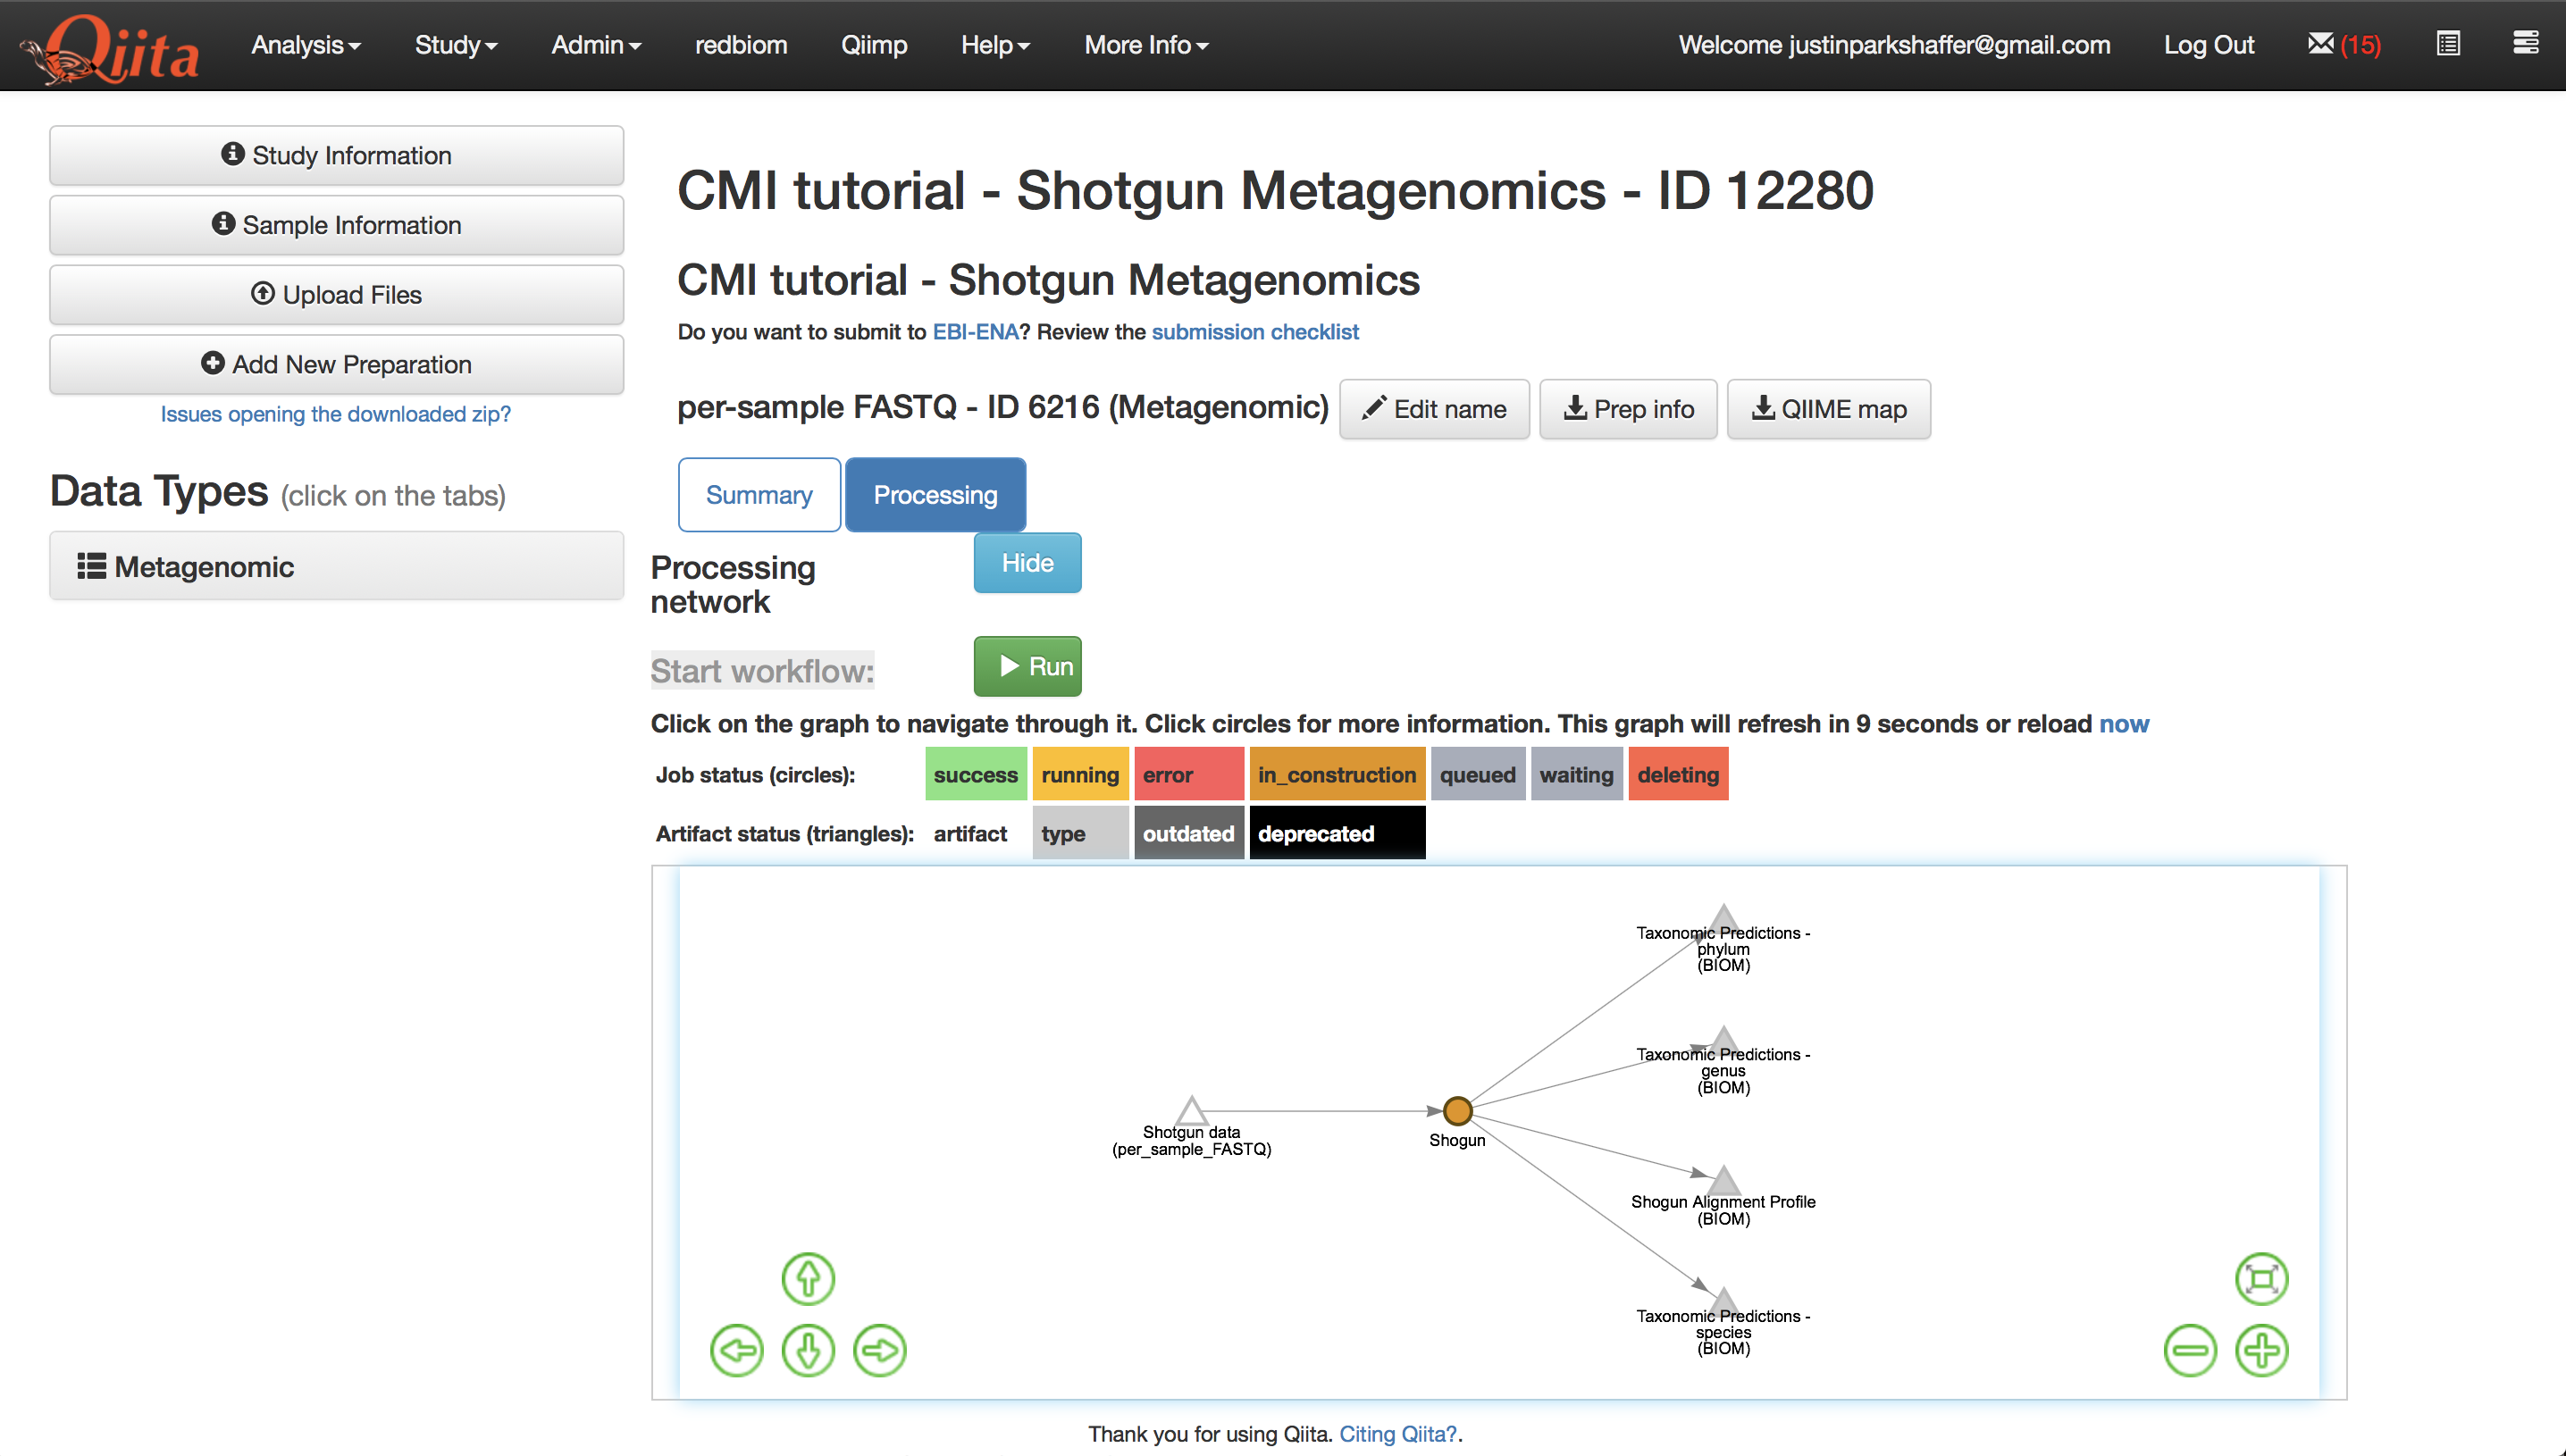 Qiita Analysis Study Admin redbiom Qiimp Help More Info Welcome justinparkshaffer@gmail.com Log Out (15)
Study Information
Sample Information
Upload Files
Add New Preparation
Issues opening the downloaded zip?
Data Types (click on the tabs)
Metagenomic
CMI tutorial - Shotgun Metagenomics - ID 12280
CMI tutorial - Shotgun Metagenomics
Do you want to submit to EBI-ENA? Review the submission checklist
per-sample FASTQ - ID 6216 (Metagenomic) Edit name Prep info QIIME map
Summary Processing
Processing
network
Hide
Start workflow: Run
Click on the graph to navigate through it. Click circles for more information. This graph will refresh in 9 seconds or reload now
Job status (circles): success running error in_construction queued waiting deleting
Artifact status (triangles): artifact type outdated deprecated
Taxonomic Predictions -
phylum
(BIOM)
Taxonomic Predictions -
genus
(BIOM)
Shotgun data
(per_sample_FASTQ)
Shogun
Shogun Alignment Profile
(BIOM)
Taxonomic Predictions -
species
(BIOM)
Thank you for using Qiita. Citing Qiita?.